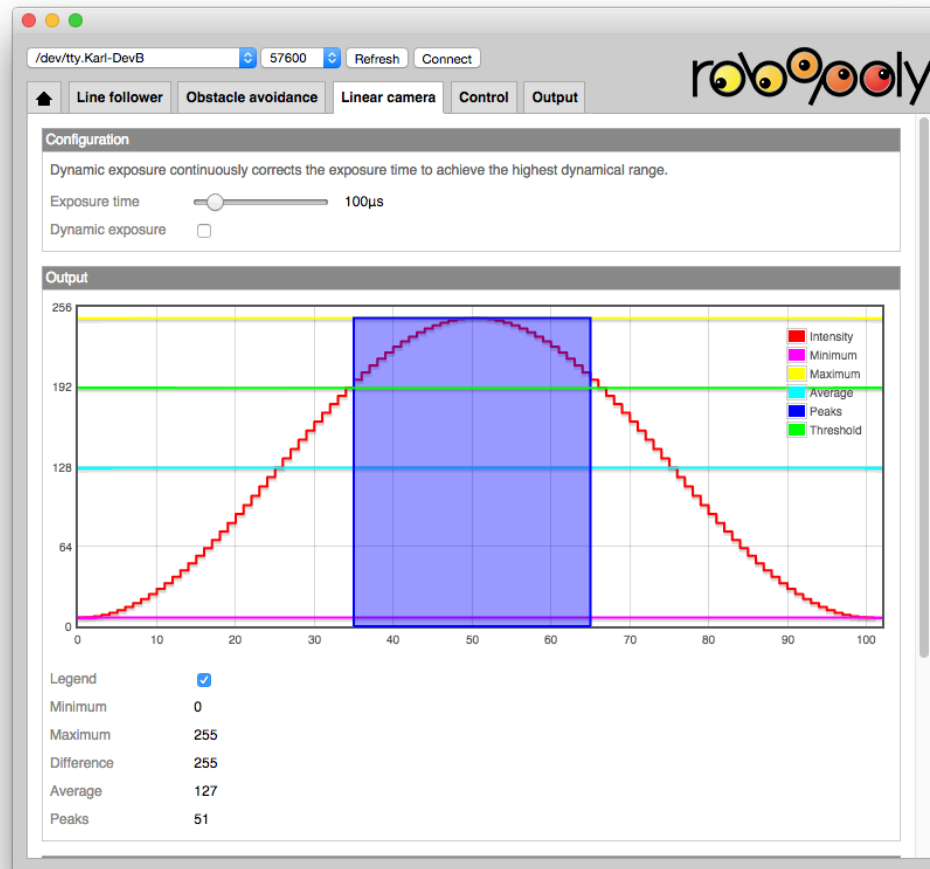 /dev/tty.Karl-DevB 57600 Refresh Connect
robopoly
Line follower Obstacle avoidance Linear camera Control Output
Configuration
Dynamic exposure continuously corrects the exposure time to achieve the highest dynamical range.
Exposure time 100µs
Dynamic exposure
Output
256
192
128
64
0
0 10 20 30 40 50 60 70 80 90 100
Intensity
Minimum
Maximum
Average
Peaks
Threshold
Legend
Minimum 0
Maximum 255
Difference 255
Average 127
Peaks 51